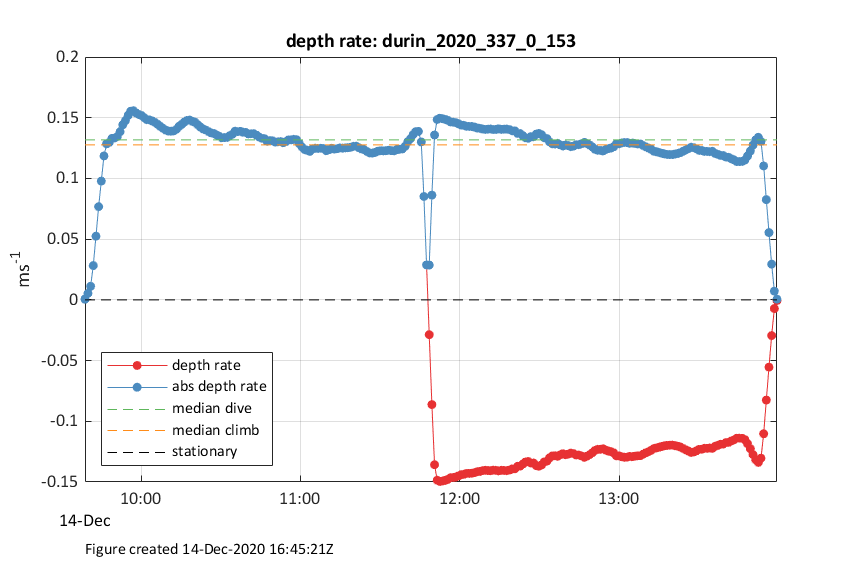 depth rate: durin_2020_337_0_153
0.2
0.15
0.1
0.05
0
-0.05
-0.1
-0.15
ms⁻¹
depth rate
abs depth rate
median dive
median climb
stationary
10:00 11:00 12:00 13:00
14-Dec
Figure created 14-Dec-2020 16:45:21Z